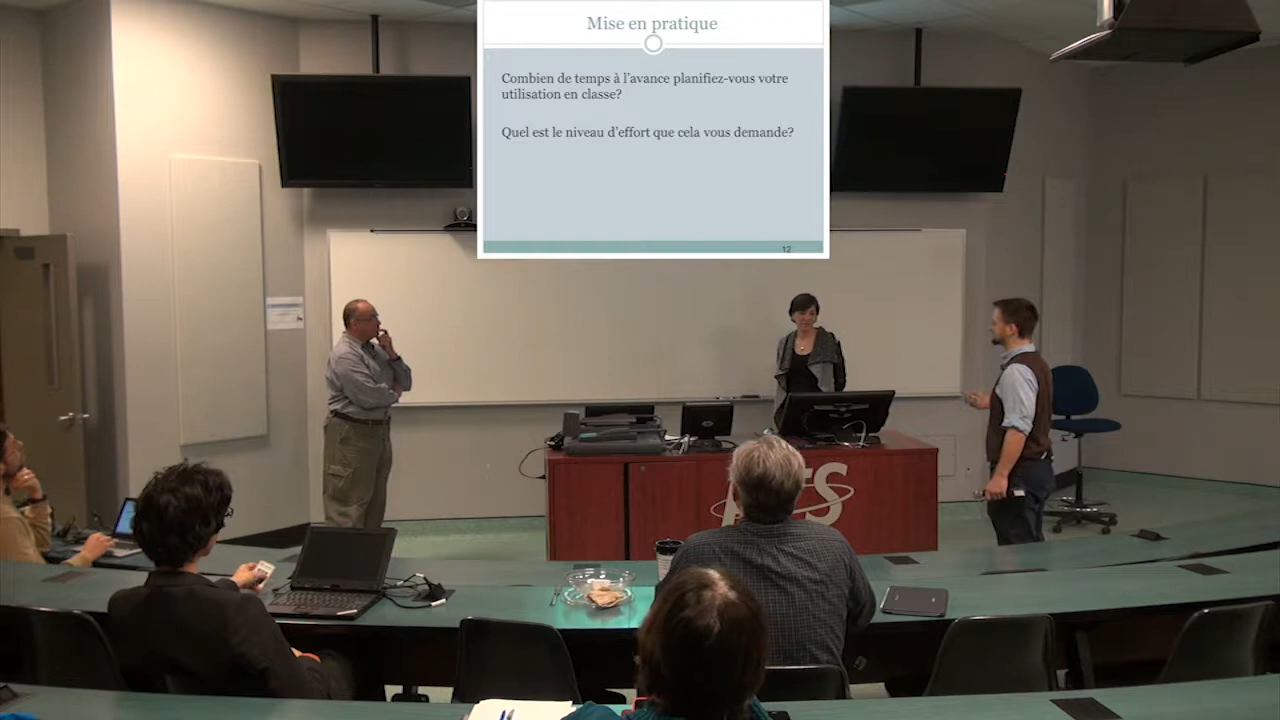 Mise en pratique
Combien de temps à l'avance planifiez-vous votre
utilisation en classe?
Quel est le niveau d'effort que cela vous demande?
12